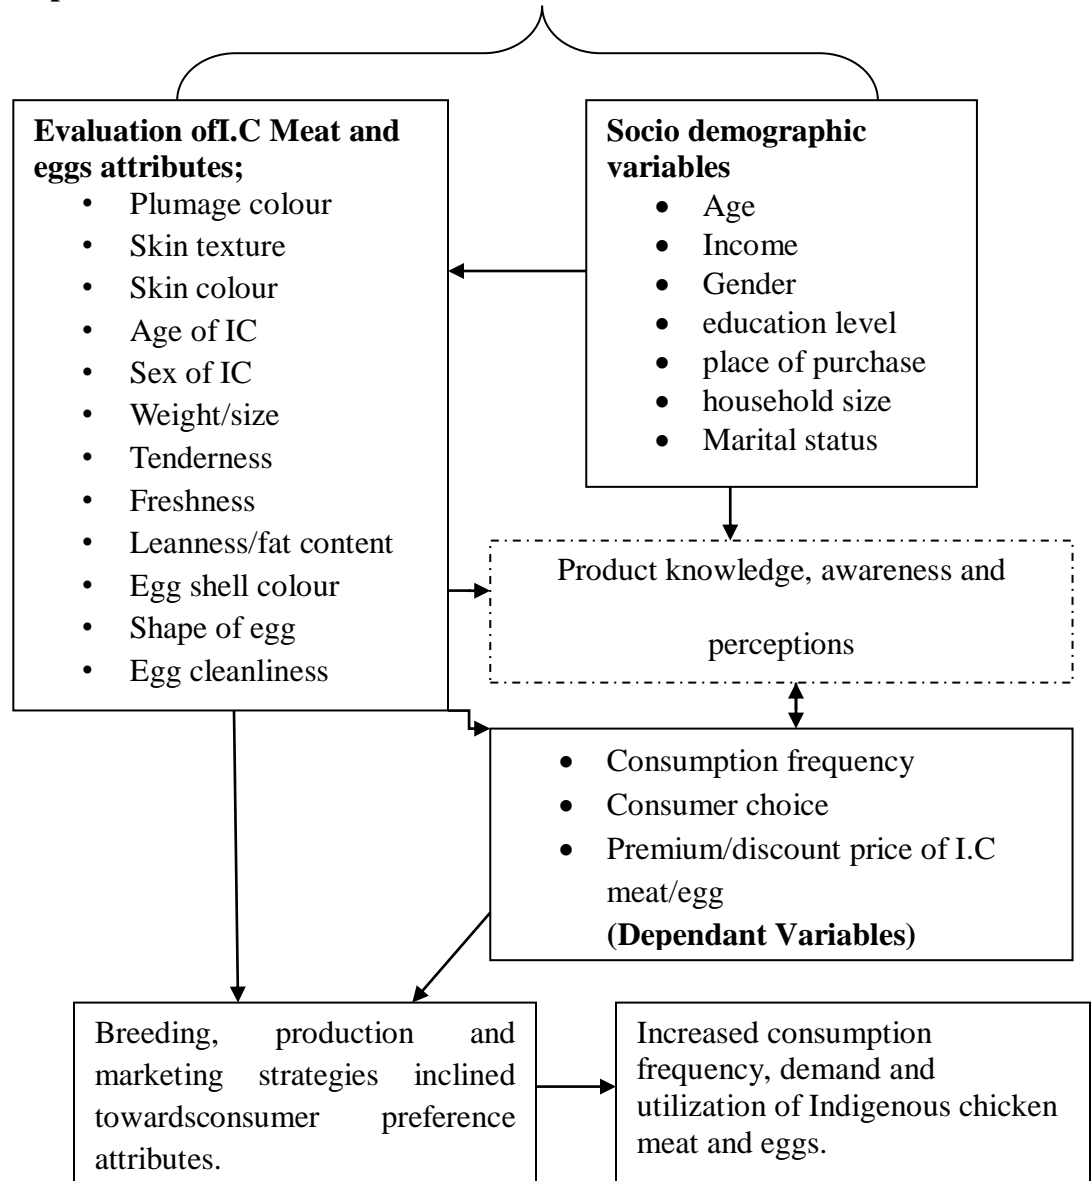 Evaluation ofI.C Meat and
eggs attributes;
• Plumage colour
• Skin texture
• Skin colour
• Age of IC
• Sex of IC
• Weight/size
• Tenderness
• Freshness
• Leanness/fat content
• Egg shell colour
• Shape of egg
• Egg cleanliness
Socio demographic
variables
• Age
• Income
• Gender
• education level
• place of purchase
• household size
• Marital status
Product knowledge, awareness and
perceptions
• Consumption frequency
• Consumer choice
• Premium/discount price of I.C
meat/egg
(Dependant Variables)
Breeding, production and
marketing strategies inclined
towardsconsumer preference
attributes.
Increased consumption
frequency, demand and
utilization of Indigenous chicken
meat and eggs.